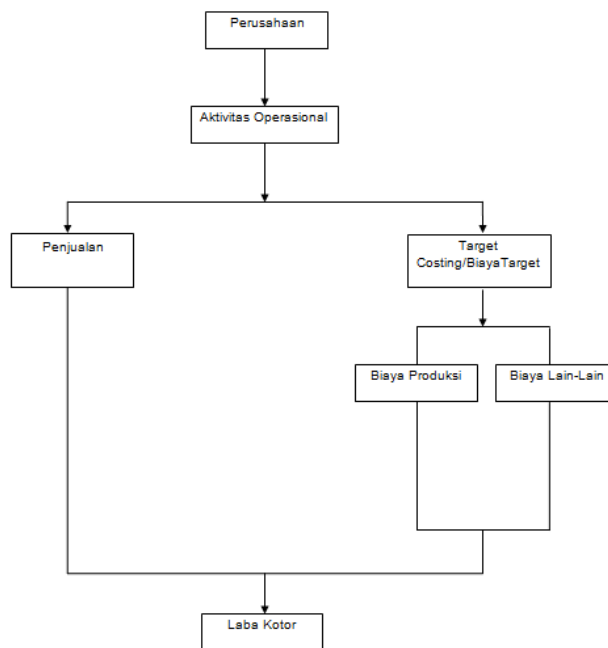 Perusahaan
Aktivitas Operasional
Penjualan
Target
Costing/BiayaTarget
Biaya Produksi
Biaya Lain-Lain
Laba Kotor